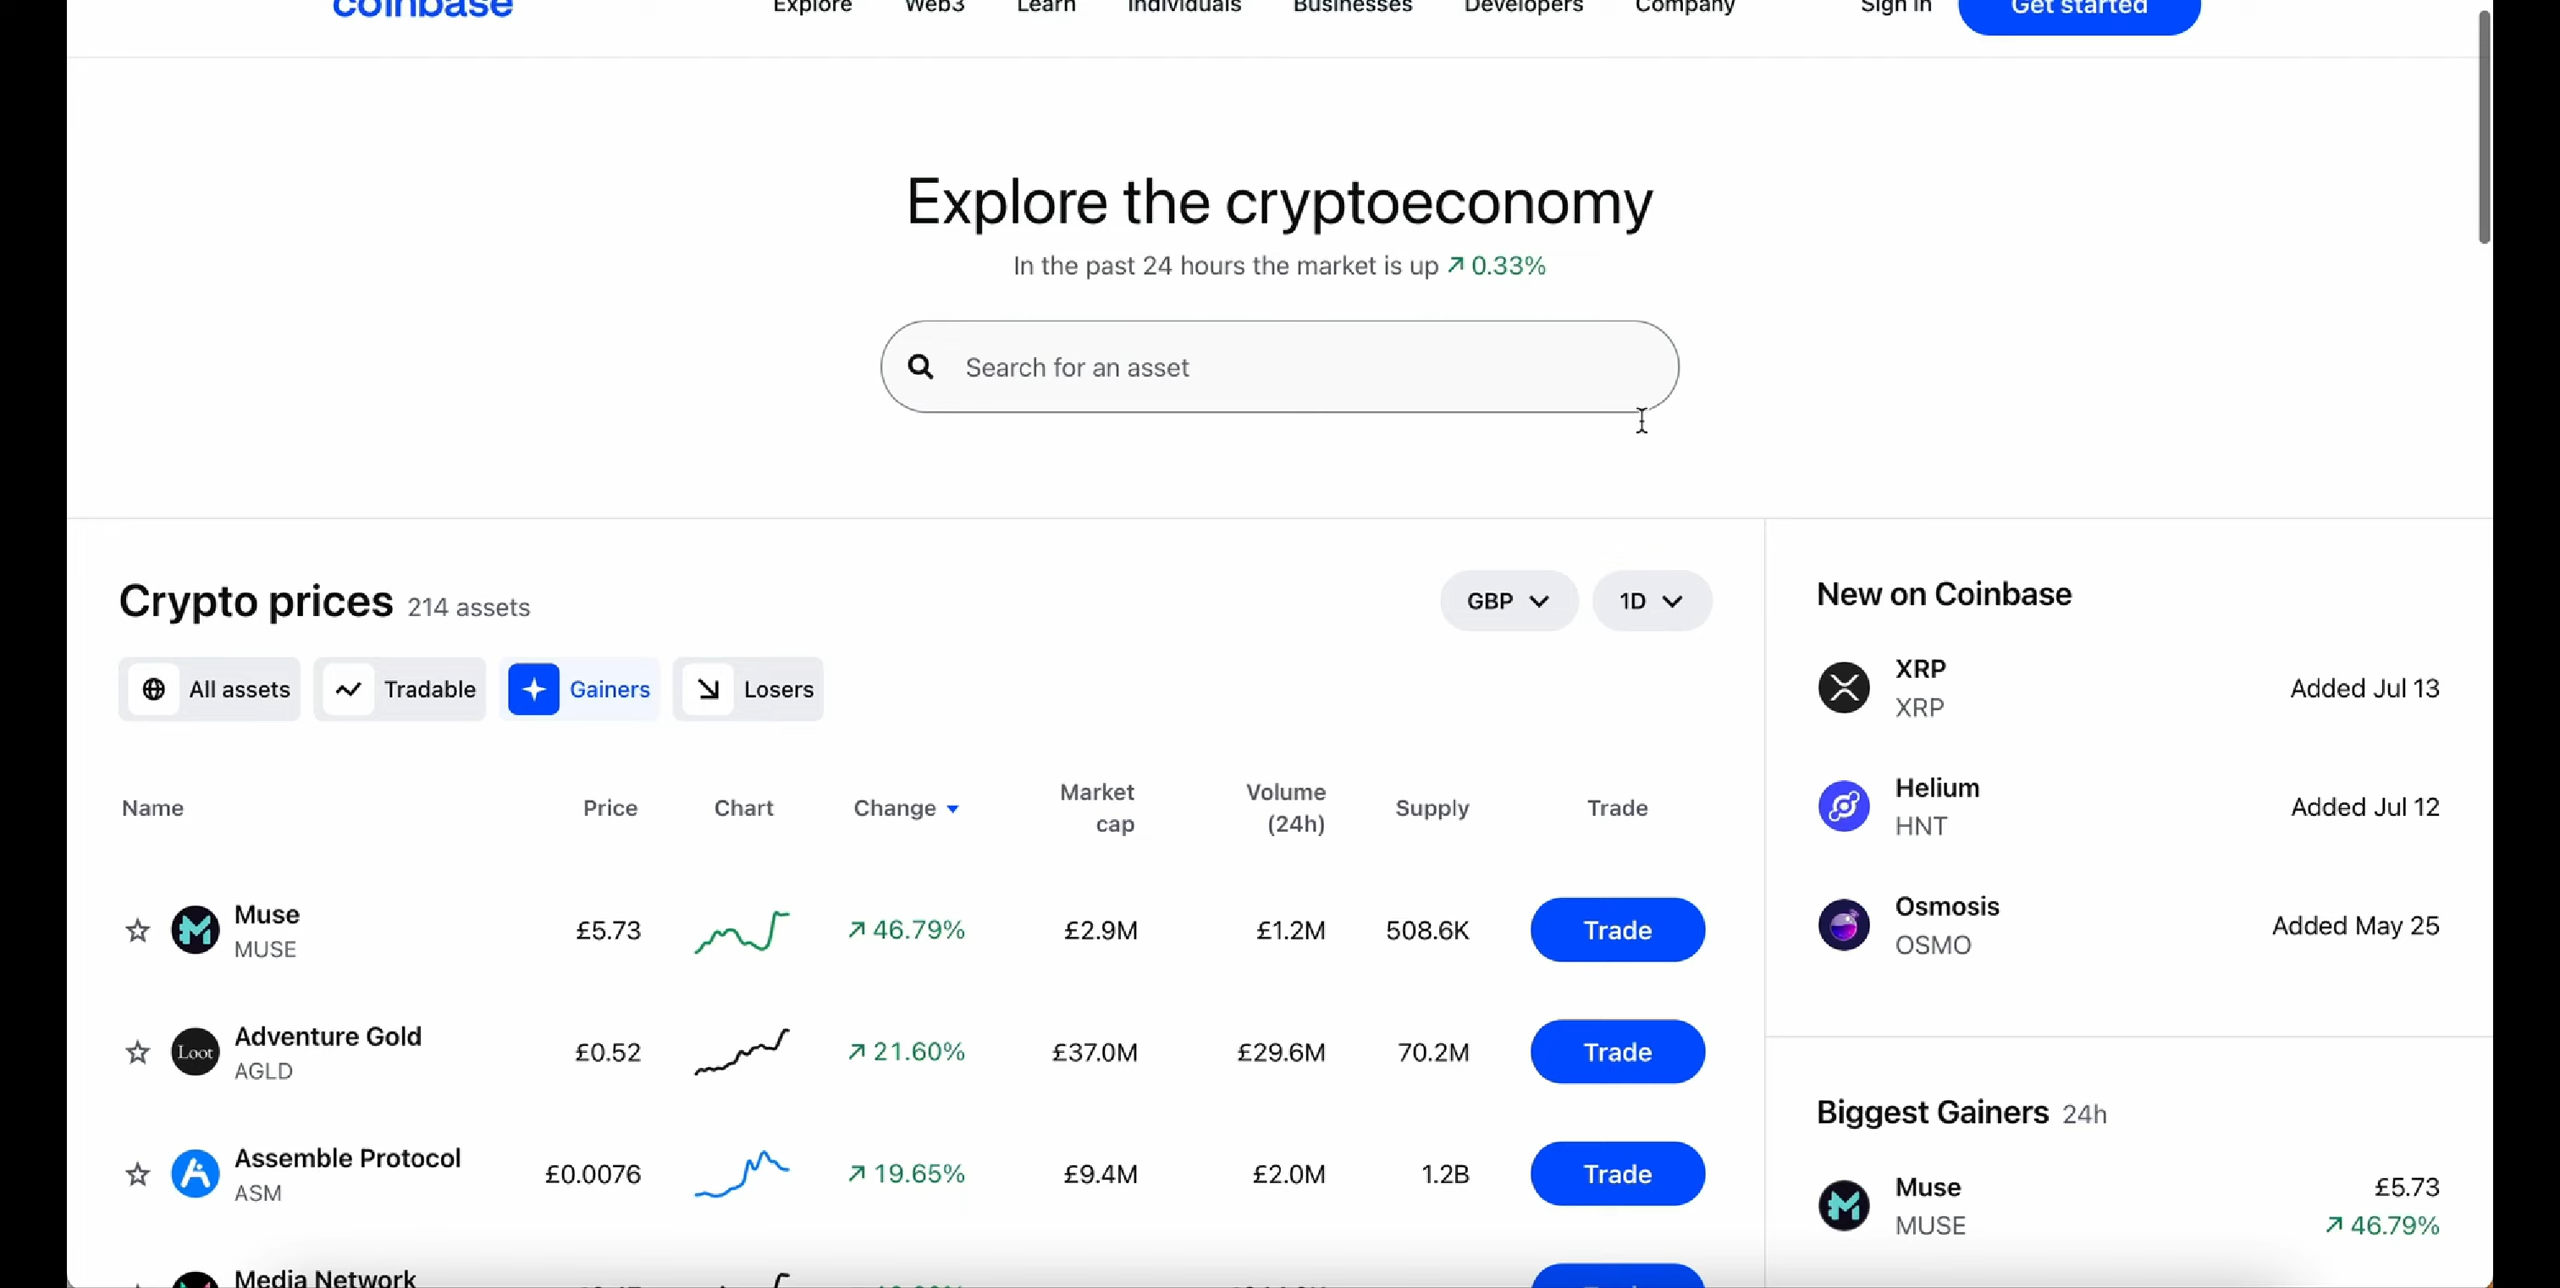 coinbase
Explore Web3 Learn Individuals Businesses Developers Company Sign in Get started
Explore the cryptoeconomy
In the past 24 hours the market is up ↗ 0.33%
Search for an asset
Crypto prices 214 assets
GBP 1D
All assets Tradable Gainers Losers
Name Price Chart Change Market cap Volume (24h) Supply Trade
Muse £5.73 ↗ 46.79% £2.9M £1.2M 508.6K Trade
MUSE
Loot Adventure Gold £0.52 ↗ 21.60% £37.0M £29.6M 70.2M Trade
AGLD
Assemble Protocol £0.0076 ↗ 19.65% £9.4M £2.0M 1.2B Trade
ASM
Media Network
New on Coinbase
XRP
XRP
Added Jul 13
Helium
HNT
Added Jul 12
Osmosis
OSMO
Added May 25
Biggest Gainers 24h
Muse £5.73
MUSE ↗ 46.79%